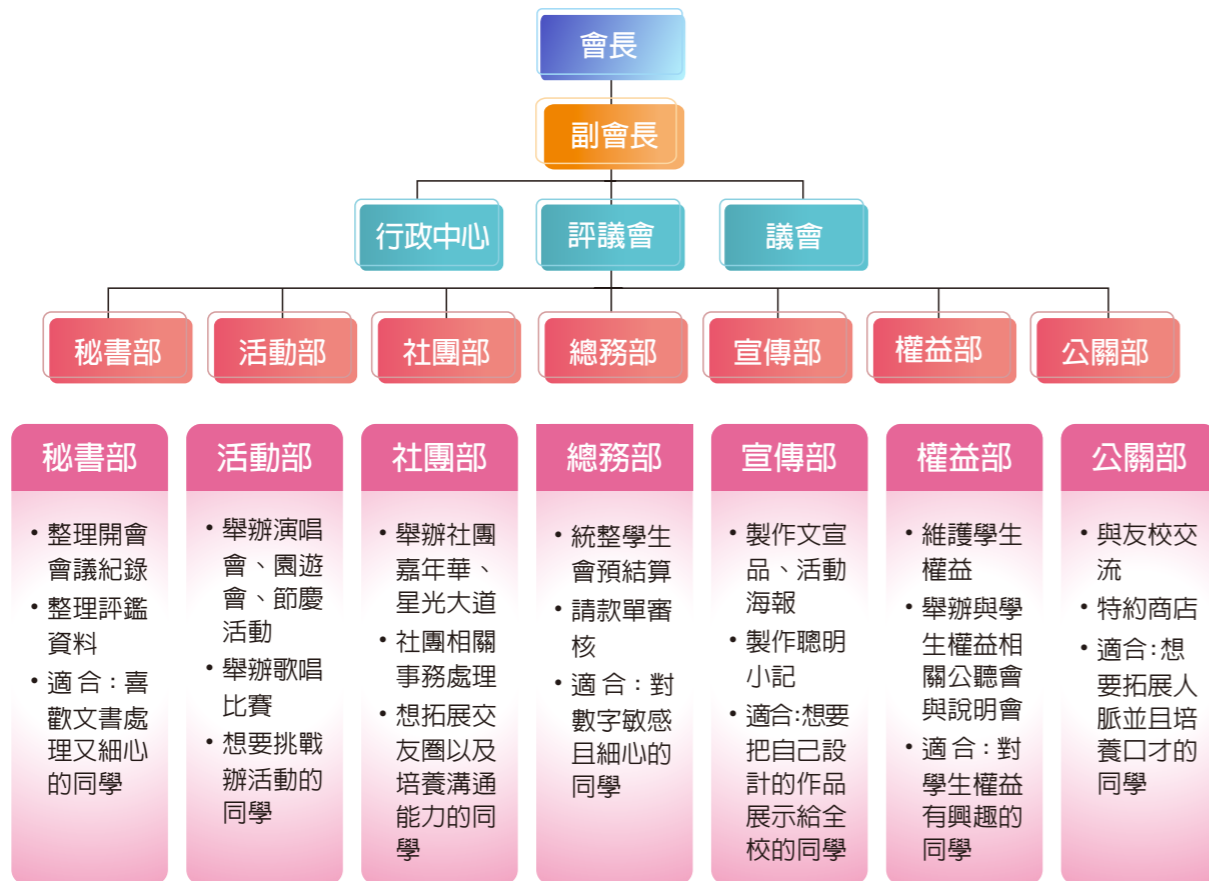 會長
副會長
行政中心
評議會
議會
秘書部
活動部
社團部
總務部
宣傳部
權益部
公關部
秘書部
• 整理開會
會議紀錄
• 整理評鑑
資料
• 適合：喜
歡文書處
理又細心
的同學
活動部
• 舉辦演唱
會、園遊
會、節慶
活動
• 舉辦歌唱
比賽
• 想要挑戰
辦活動的
同學
社團部
• 舉辦社團
嘉年華、
星光大道
• 社團相關
事務處理
• 想拓展交
友圈以及
培養溝通
能力的同
學
總務部
• 統整學生
會預結算
• 請款單審
核
• 適合：對
數字敏感
且細心的
同學
宣傳部
• 製作文宣
品、活動
海報
• 製作聰明
小記
• 適合:想要
把自己設
計的作品
展示給全
校的同學
權益部
• 維護學生
權益
• 舉辦與學
生權益相
關公聽會
與說明會
• 適合：對
學生權益
有興趣的
同學
公關部
• 與友校交
流
• 特約商店
• 適合:想
要拓展人
脈並且培
養口才的
同學